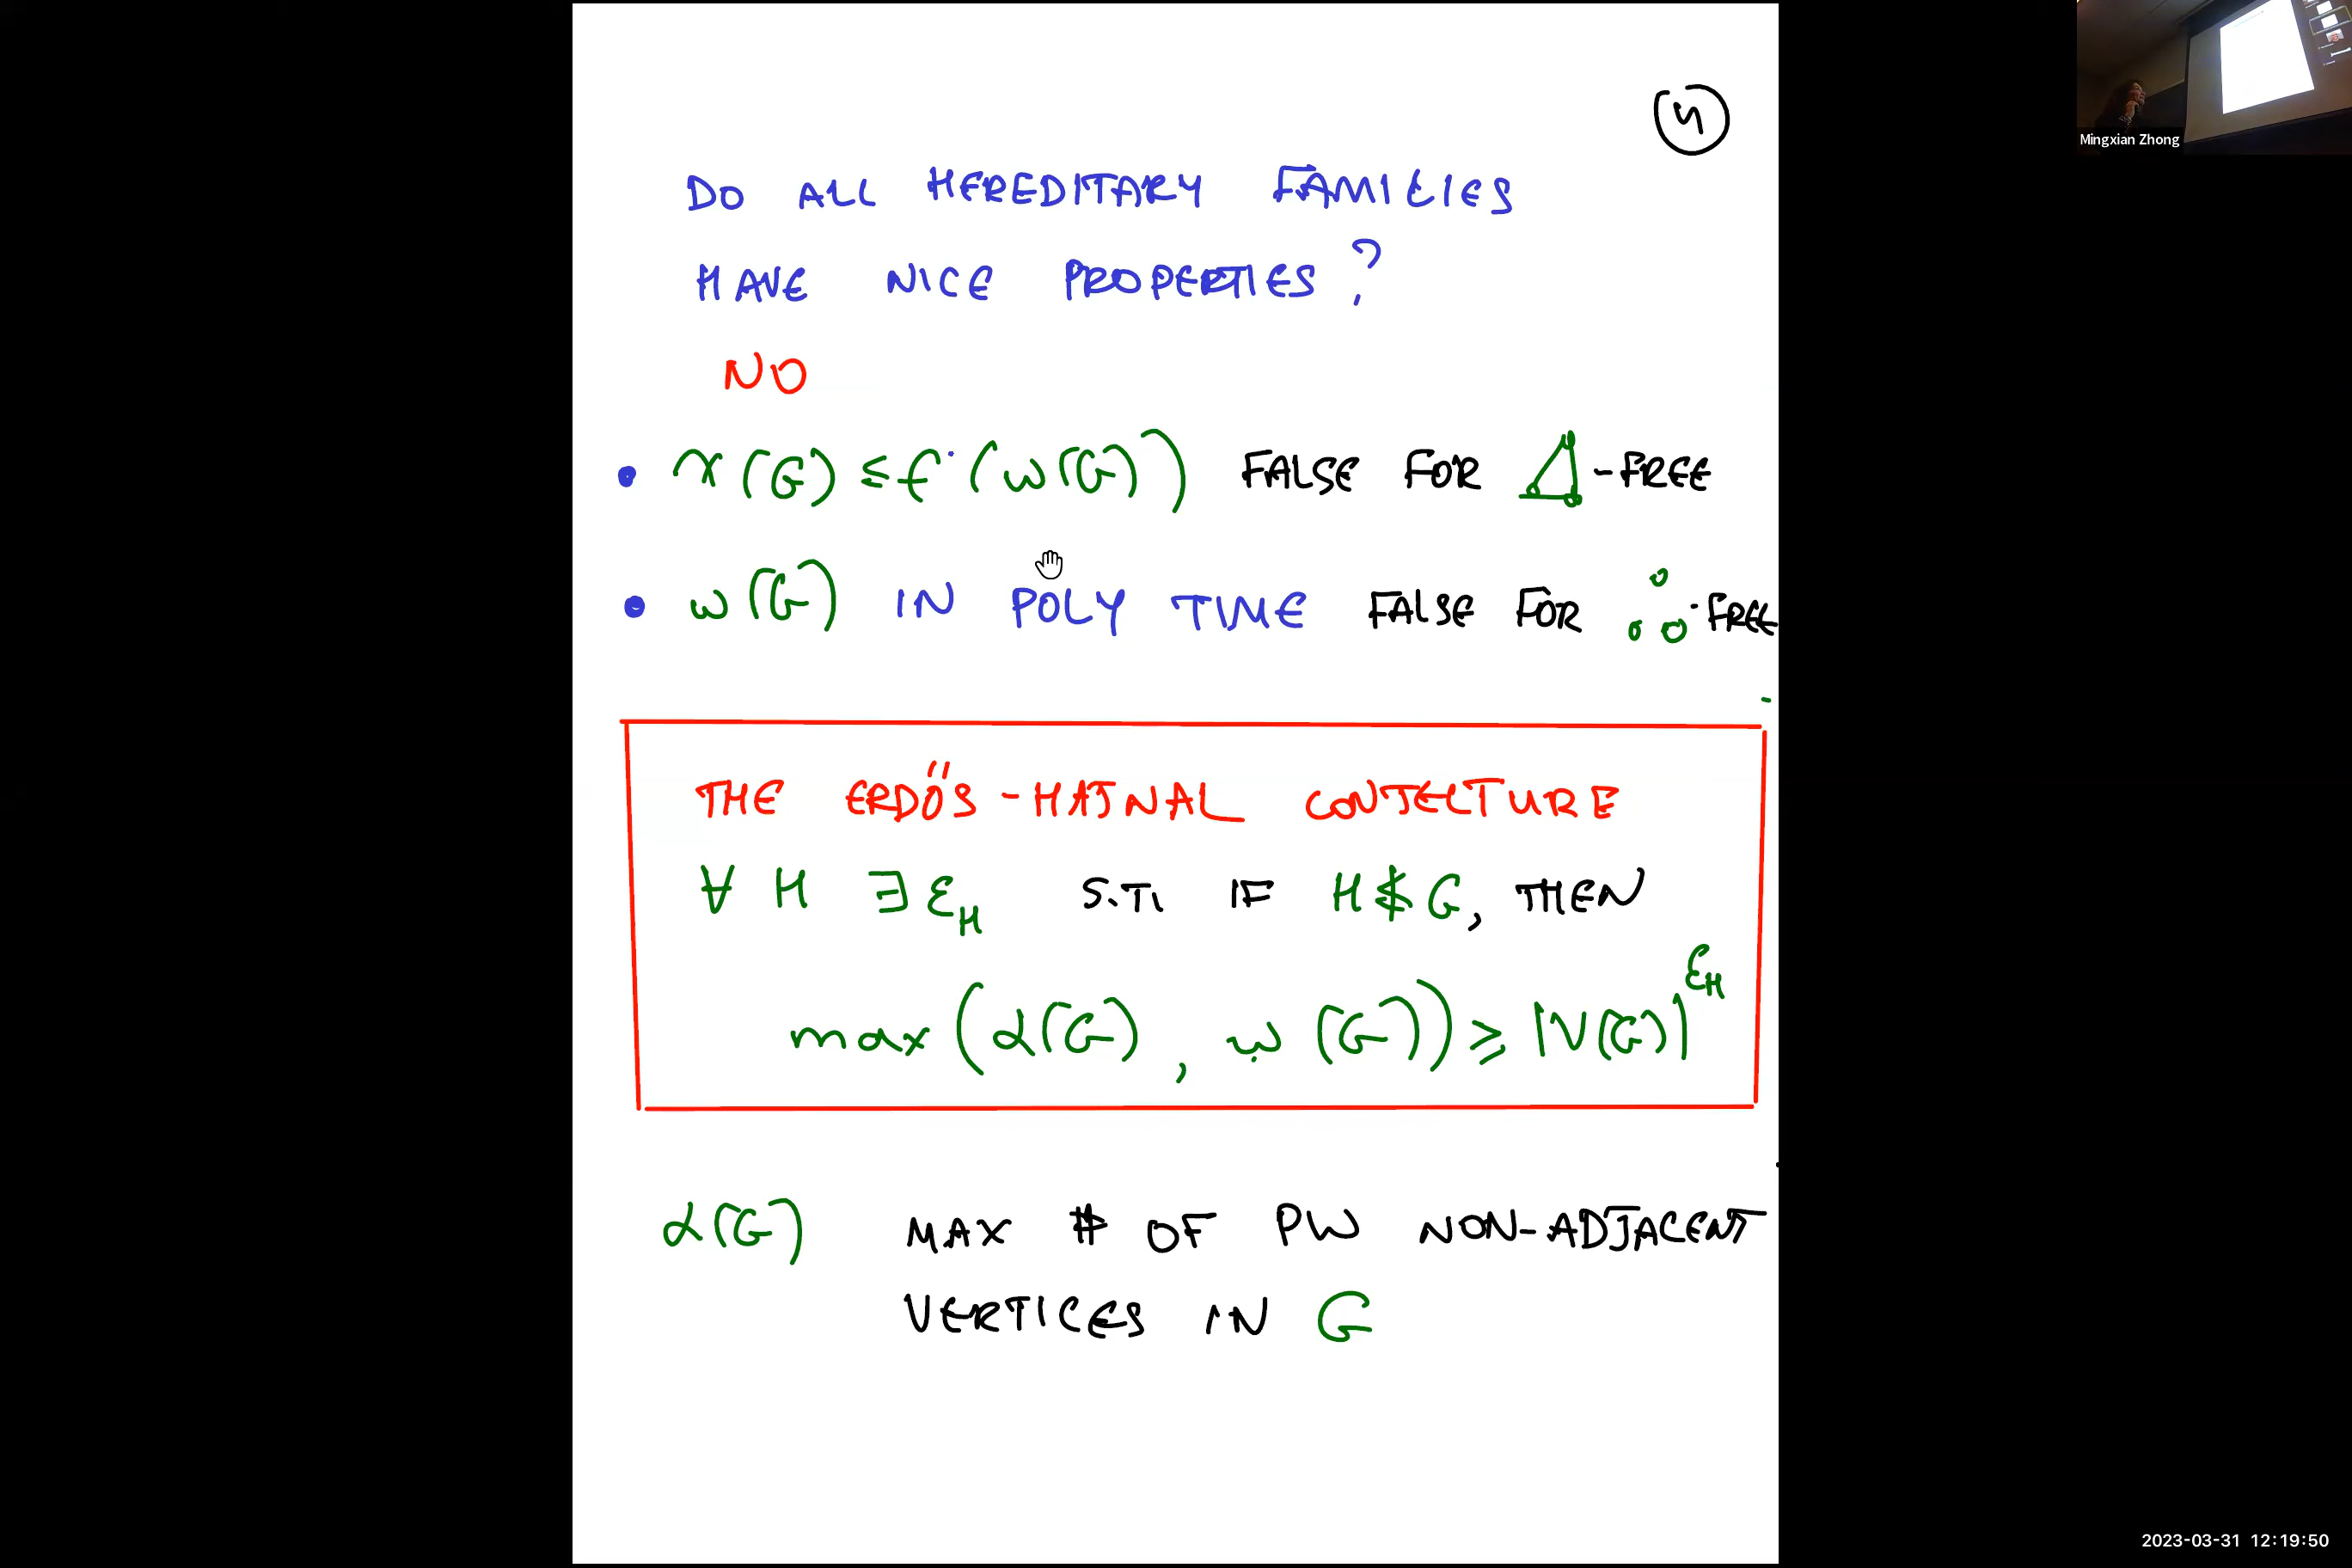 4
DO ALL HEREDITARY FAMILIES
HAVE NICE PROPERTIES?
NO
• χ(G) ≤ f(ω(G)) FALSE FOR -FREE
• ω(G) IN POLY TIME FALSE FOR -FREE
THE ERDŐS-HAJNAL CONJECTURE
∀ H ∃ ε_H S.T. IF H ⊄ G, THEN
max(α(G), ω(G)) ≥ |V(G)|^ε_H
α(G) MAX # OF PW NON-ADJACENT
VERTICES IN G
Mingxian Zhong
2023-03-31 12:19:50